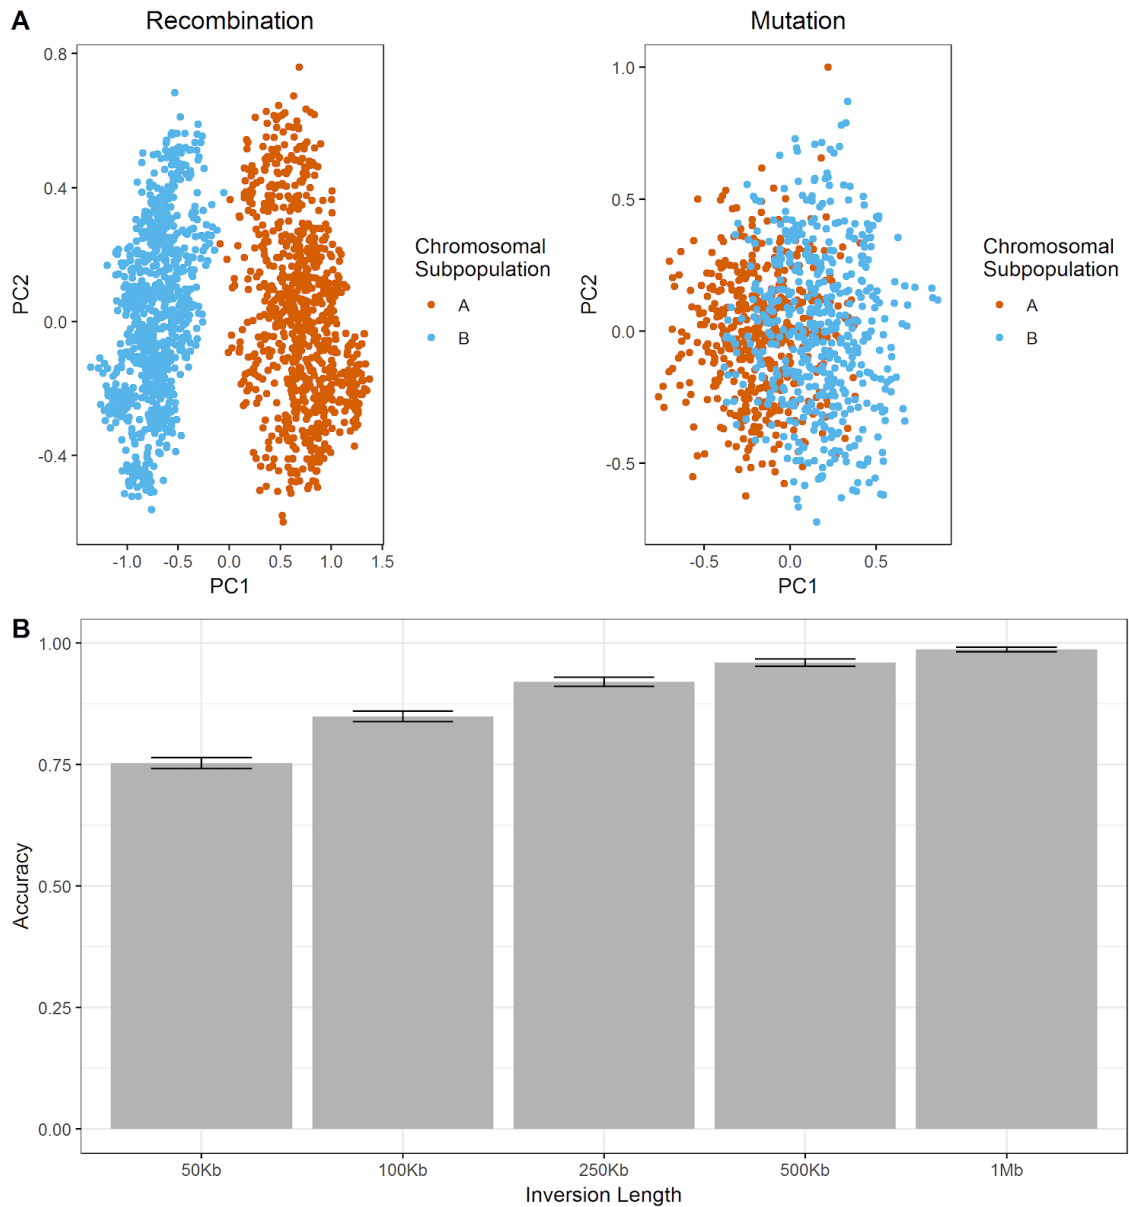 A
Recombination
Mutation
0.8
0.4
0.0
-0.4
PC2
-1.0 -0.5 0.0 0.5 1.0 1.5
PC1
Chromosomal
Subpopulation
A
B
1.0
0.5
0.0
-0.5
PC2
-0.5 0.0 0.5
PC1
Chromosomal
Subpopulation
A
B
B
1.00
0.75
0.50
0.25
0.00
Accuracy
50Kb 100Kb 250Kb 500Kb 1Mb
Inversion Length